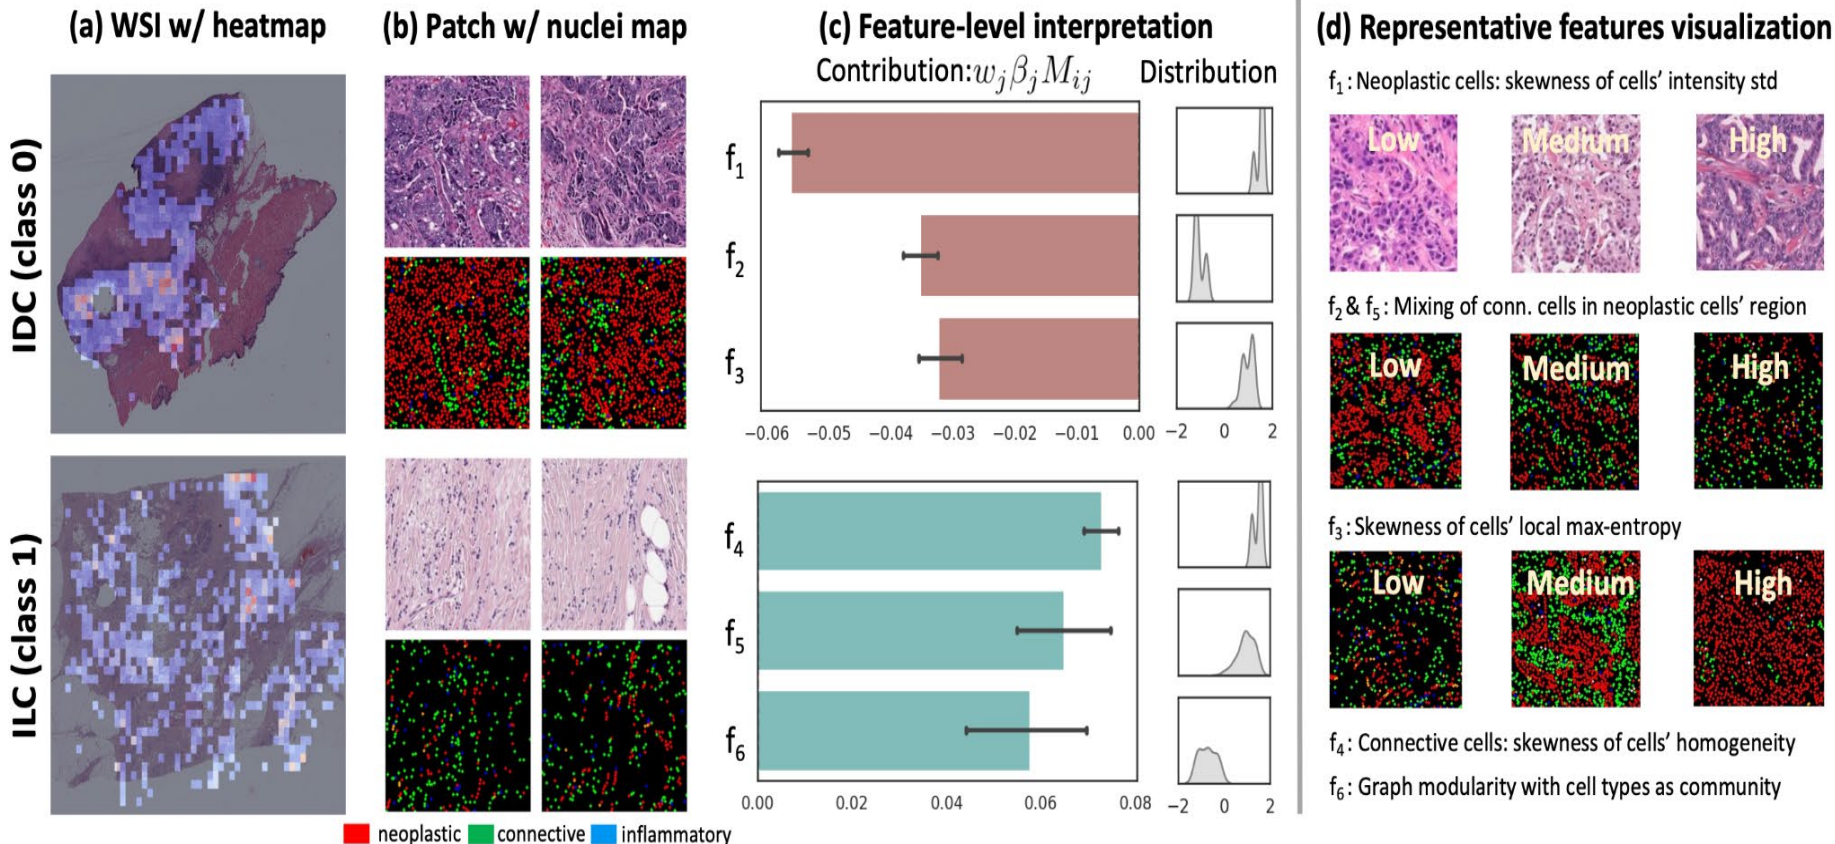 (a) WSI w/ heatmap
(b) Patch w/ nuclei map
(c) Feature-level interpretation
(d) Representative features visualization
Contribution: w_j β_j M_ij
Distribution
IDC (class 0)
f1
f2
f3
−0.06 −0.05 −0.04 −0.03 −0.02 −0.01 0.00
−2 0 2
ILC (class 1)
f4
f5
f6
0.00 0.02 0.04 0.06 0.08
−2 0 2
neoplastic connective inflammatory
f1: Neoplastic cells: skewness of cells' intensity std
Low Medium High
f2 & f5: Mixing of conn. cells in neoplastic cells' region
Low Medium High
f3: Skewness of cells' local max-entropy
Low Medium High
f4: Connective cells: skewness of cells' homogeneity
f6: Graph modularity with cell types as community